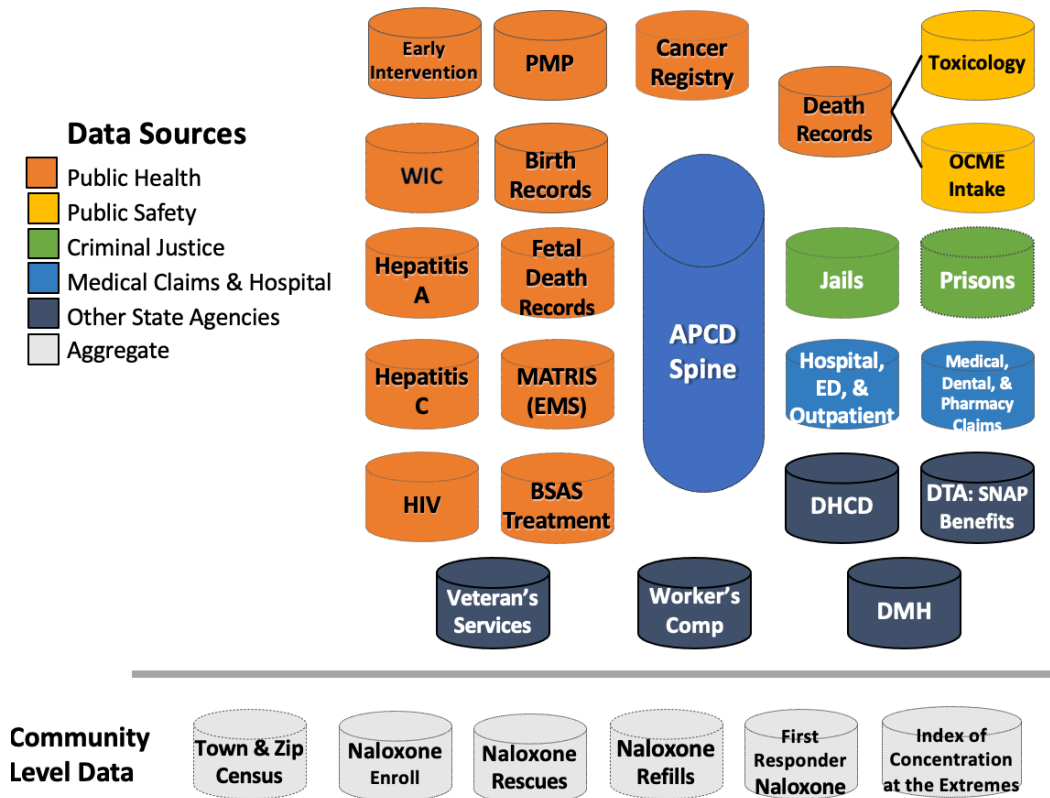 Early
Intervention
PMP
Cancer
Registry
Death
Records
Toxicology
OCME
Intake
Data Sources
Public Health
Public Safety
Criminal Justice
Medical Claims & Hospital
Other State Agencies
Aggregate
WIC
Birth
Records
Hepatitis
A
Fetal
Death
Records
Hepatitis
C
MATRIS
(EMS)
HIV
BSAS
Treatment
APCD
Spine
Jails
Prisons
Hospital,
ED, &
Outpatient
Medical,
Dental, &
Pharmacy
Claims
DHCD
DTA: SNAP
Benefits
Veteran's
Services
Worker's
Comp
DMH
Community
Level Data
Town & Zip
Census
Naloxone
Enroll
Naloxone
Rescues
Naloxone
Refills
First
Responder
Naloxone
Index of
Concentration
at the Extremes